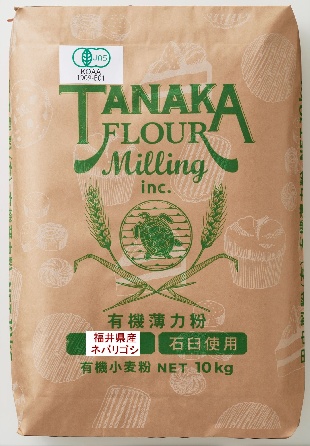 JAS
KOAA
TANAKA
FLOUR
Milling
inc.
有機薄力粉
福井県産
ネバリゴシ
石臼使用
有機小麦粉 NET 10kg